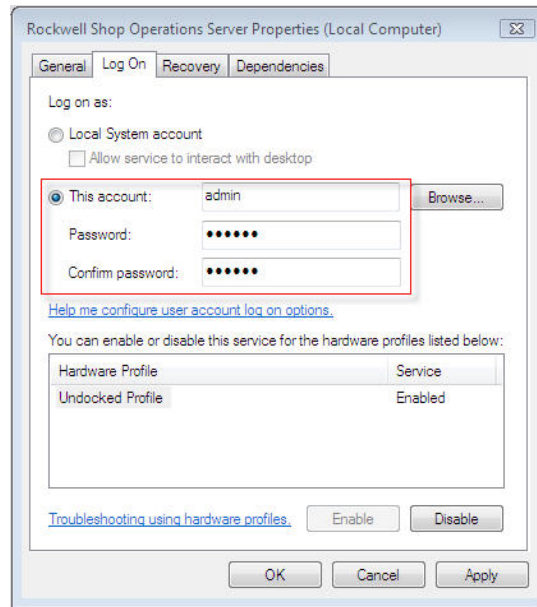 Rockwell Shop Operations Server Properties (Local Computer)
General Log On Recovery Dependencies
Log on as:
Local System account
Allow service to interact with desktop
This account: admin Browse...
Password: ●●●●●●
Confirm password: ●●●●●●
Help me configure user account log on options.
You can enable or disable this service for the hardware profiles listed below:
Hardware Profile Service
Undocked Profile Enabled
Troubleshooting using hardware profiles. Enable Disable
OK Cancel Apply